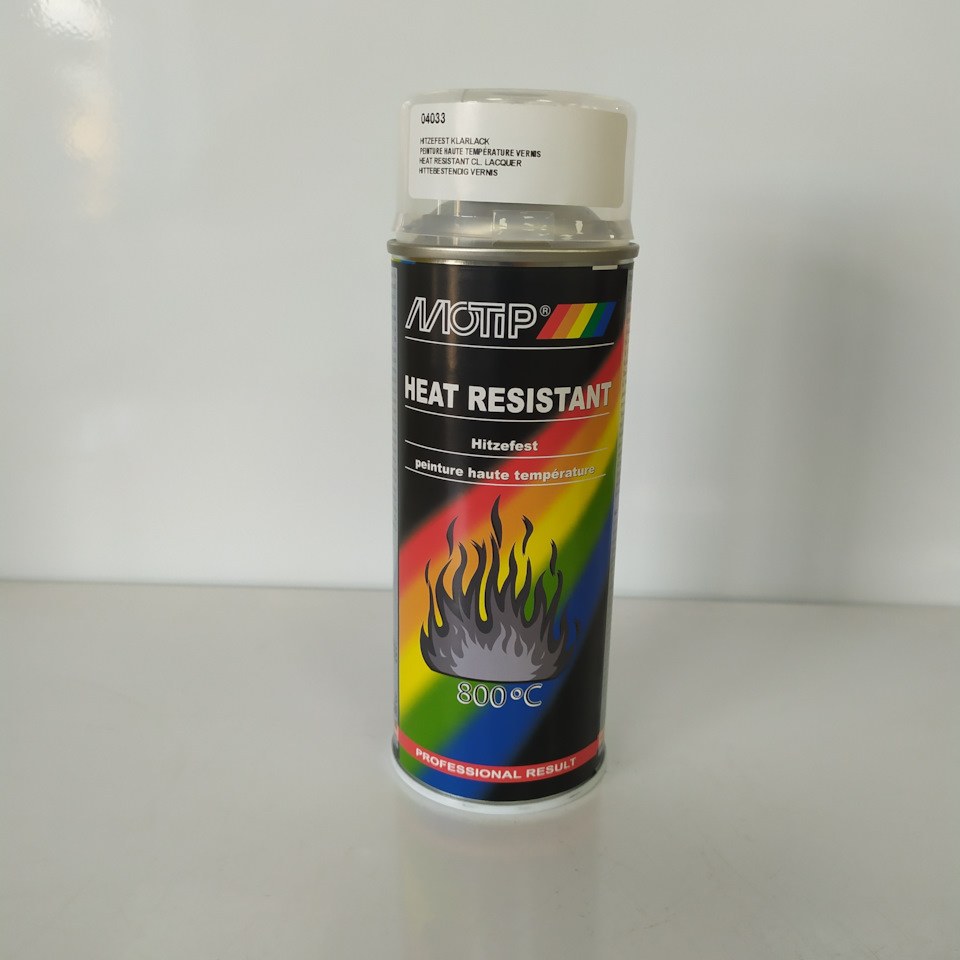 04033
HITZEFEST KLARLACK
PEINTURE HAUTE TEMPÉRATURE VERNIS
HEAT RESISTANT CL. LACQUER
HITTEBESTENDIG VERNIS
MOTIP®
HEAT RESISTANT
Hitzefest
peinture haute température
800°C
PROFESSIONAL RESULT